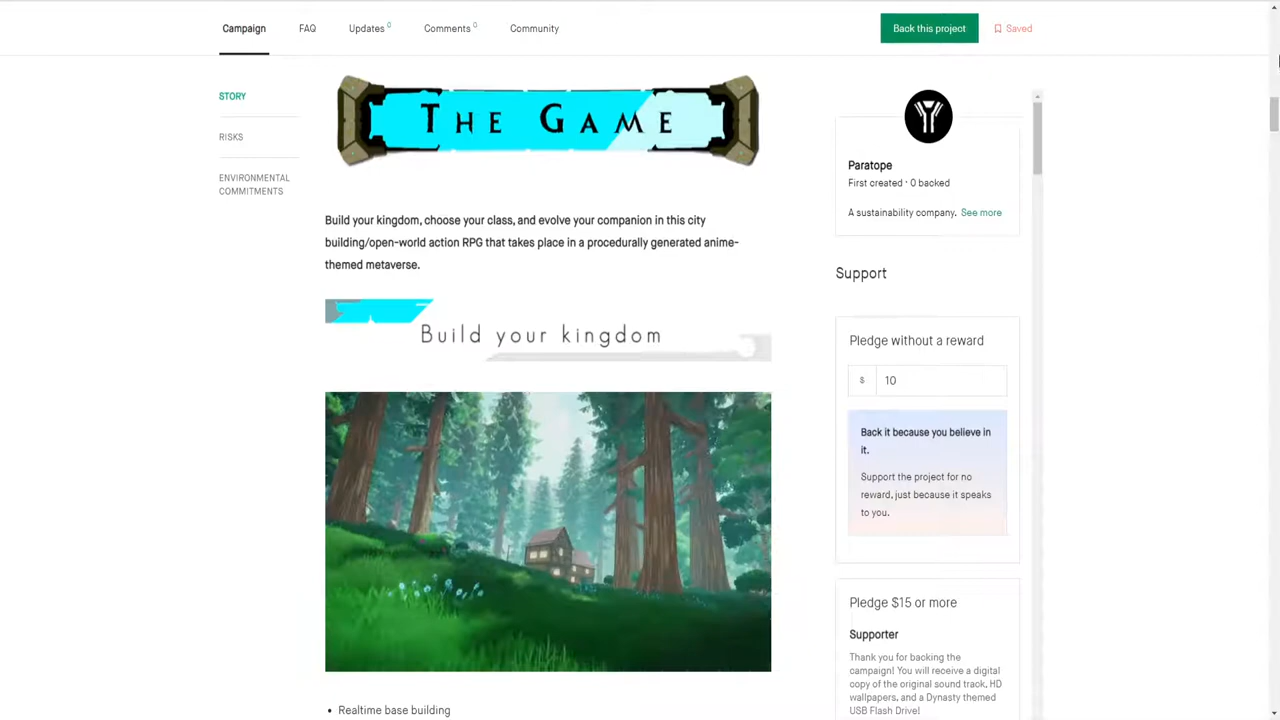 Campaign
FAQ
Updates 0
Comments 0
Community
Back this project
Saved
STORY
RISKS
ENVIRONMENTAL
COMMITMENTS
The Game
Build your kingdom, choose your class, and evolve your companion in this city
building/open-world action RPG that takes place in a procedurally generated anime-
themed metaverse.
Build your kingdom
• Realtime base building
Paratope
First created · 0 backed
A sustainability company. See more
Support
Pledge without a reward
$ 10
Back it because you believe in
it.
Support the project for no
reward, just because it speaks
to you.
Pledge $15 or more
Supporter
Thank you for backing the
campaign! You will receive a digital
copy of the original sound track, HD
wallpapers, and a Dynasty themed
USB Flash Drive!